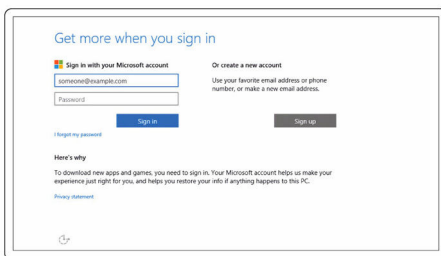 Get more when you sign in
Sign in with your Microsoft account
someone@example.com
Password
Sign in
I forgot my password
Or create a new account
Use your favorite email address or phone
number, or make a new email address.
Sign up
Here's why
To download new apps and games, you need to sign in. Your Microsoft account helps us make your
experience just right for you, and helps you restore your info if anything happens to this PC.
Privacy statement